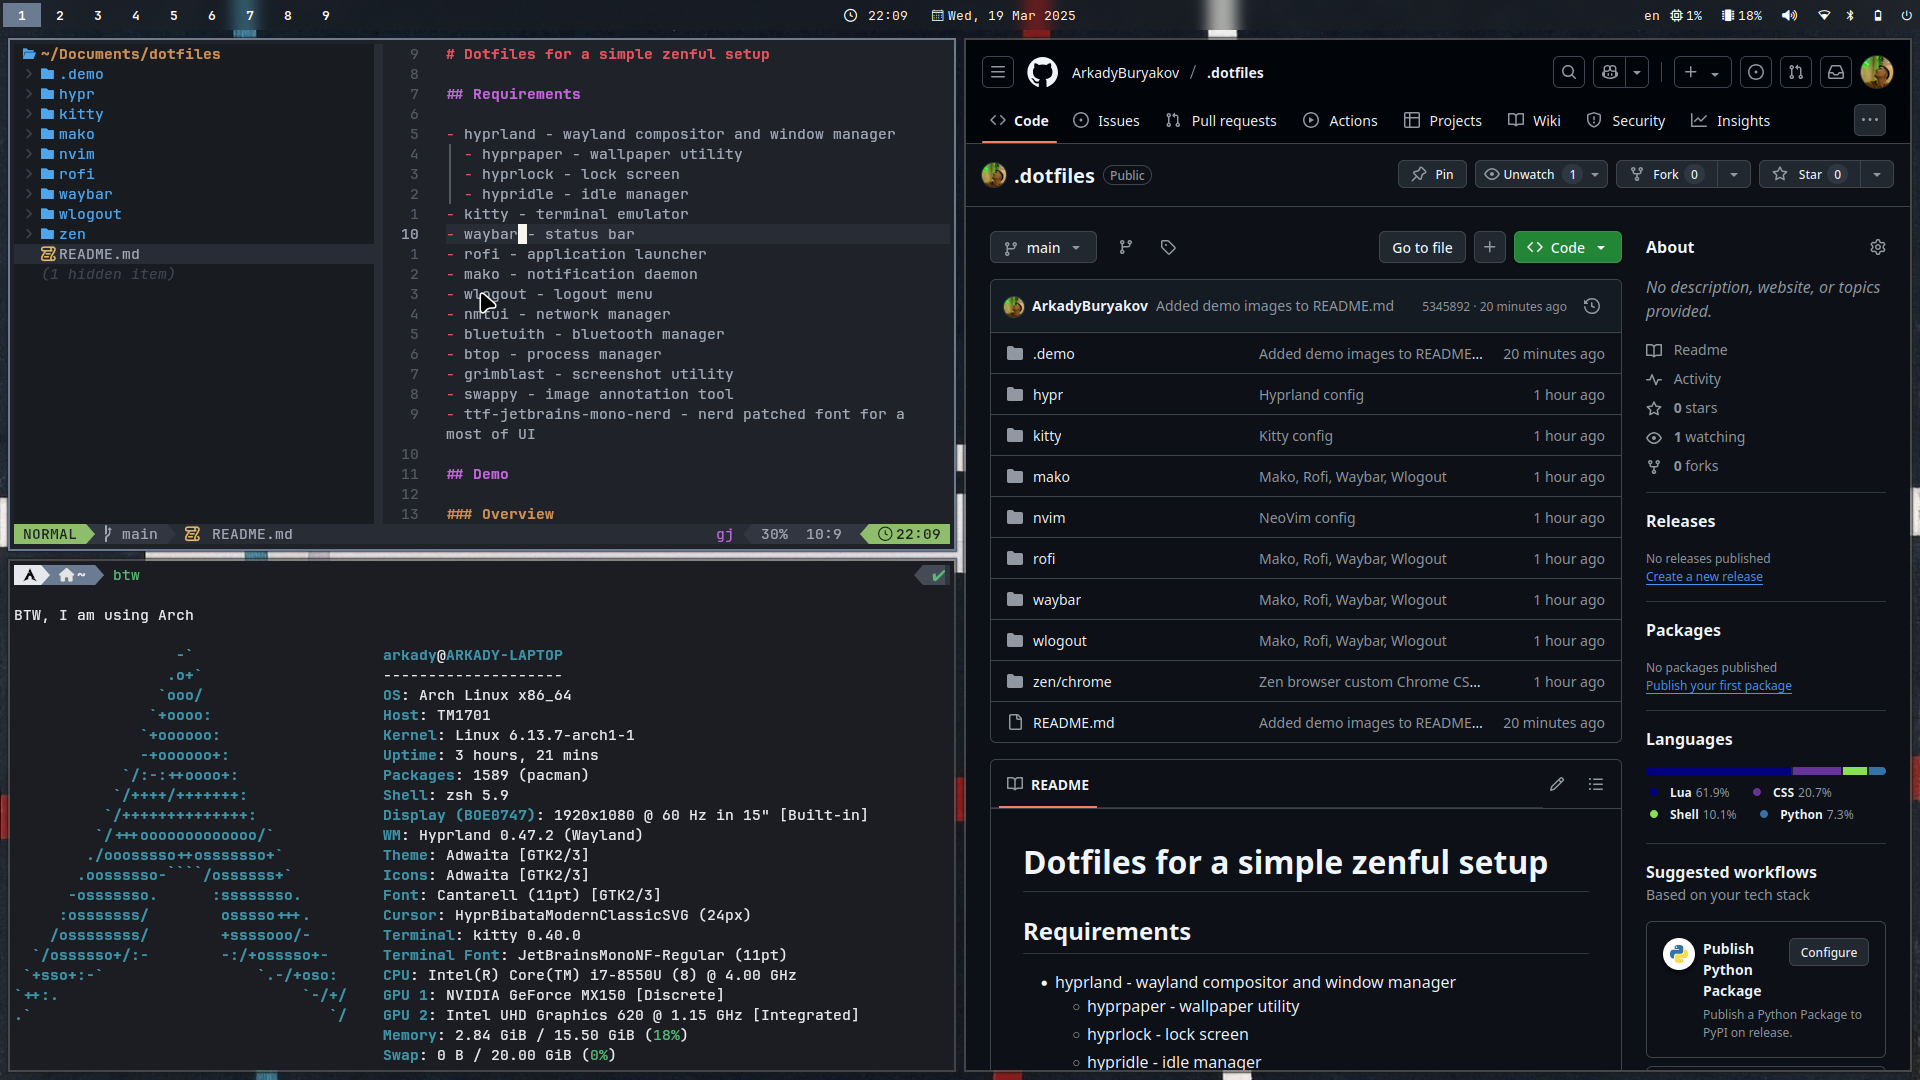 1 2 3 4 5 6 7 8 9
22:09 Wed, 19 Mar 2025
en 1% 18%
~/Documents/dotfiles
.demo
hypr
kitty
mako
nvim
rofi
waybar
wlogout
zen
README.md
(1 hidden item)
9 # Dotfiles for a simple zenful setup
8
7 ## Requirements
6
5 - hyprland - wayland compositor and window manager
4 - hyprpaper - wallpaper utility
3 - hyprlock - lock screen
2 - hypridle - idle manager
1 - kitty - terminal emulator
10 - waybar - status bar
1 - rofi - application launcher
2 - mako - notification daemon
3 - wlogout - logout menu
4 - nmtui - network manager
5 - bluetuith - bluetooth manager
6 - btop - process manager
7 - grimblast - screenshot utility
8 - swappy - image annotation tool
9 - ttf-jetbrains-mono-nerd - nerd patched font for a
most of UI
10
11 ## Demo
12
13 ### Overview
NORMAL main README.md gj 30% 10:9 22:09
~ btw
BTW, I am using Arch
-`
.o+`
`ooo/
`+oooo:
`+oooooo:
-+oooooo+:
`/:-:++oooo+:
`/++++/+++++++:
`/++++++++++++++:
`/+++ooooooooooooo/`
./ooosssso++osssssso+`
.oossssso-````/ossssss+`
-osssssso. :ssssssso.
:osssssss/ osssso+++.
/ossssssss/ +ssssooo/-
`/ossssso+/:- -:/+osssso+-
`+sso+:-` `.-/+oso:
`++:. `-/+/
.` `/
arkady@ARKADY-LAPTOP
--------------------
OS: Arch Linux x86_64
Host: TM1701
Kernel: Linux 6.13.7-arch1-1
Uptime: 3 hours, 21 mins
Packages: 1589 (pacman)
Shell: zsh 5.9
Display (BOE0747): 1920x1080 @ 60 Hz in 15" [Built-in]
WM: Hyprland 0.47.2 (Wayland)
Theme: Adwaita [GTK2/3]
Icons: Adwaita [GTK2/3]
Font: Cantarell (11pt) [GTK2/3]
Cursor: HyprBibataModernClassicSVG (24px)
Terminal: kitty 0.40.0
Terminal Font: JetBrainsMonoNF-Regular (11pt)
CPU: Intel(R) Core(TM) i7-8550U (8) @ 4.00 GHz
GPU 1: NVIDIA GeForce MX150 [Discrete]
GPU 2: Intel UHD Graphics 620 @ 1.15 GHz [Integrated]
Memory: 2.84 GiB / 15.50 GiB (18%)
Swap: 0 B / 20.00 GiB (0%)
ArkadyBuryakov / .dotfiles
Code Issues Pull requests Actions Projects Wiki Security Insights
.dotfiles Public Pin Unwatch 1 Fork 0 Star 0
main Go to file Code
ArkadyBuryakov Added demo images to README.md 5345892 · 20 minutes ago
.demo Added demo images to README... 20 minutes ago
hypr Hyprland config 1 hour ago
kitty Kitty config 1 hour ago
mako Mako, Rofi, Waybar, Wlogout 1 hour ago
nvim NeoVim config 1 hour ago
rofi Mako, Rofi, Waybar, Wlogout 1 hour ago
waybar Mako, Rofi, Waybar, Wlogout 1 hour ago
wlogout Mako, Rofi, Waybar, Wlogout 1 hour ago
zen/chrome Zen browser custom Chrome CS... 1 hour ago
README.md Added demo images to README... 20 minutes ago
README
Dotfiles for a simple zenful setup
Requirements
• hyprland - wayland compositor and window manager
○ hyprpaper - wallpaper utility
○ hyprlock - lock screen
○ hypridle - idle manager
About
No description, website, or topics
provided.
Readme
Activity
0 stars
1 watching
0 forks
Releases
No releases published
Create a new release
Packages
No packages published
Publish your first package
Languages
Lua 61.9% CSS 20.7%
Shell 10.1% Python 7.3%
Suggested workflows
Based on your tech stack
Publish
Python
Package
Configure
Publish a Python Package to
PyPI on release.